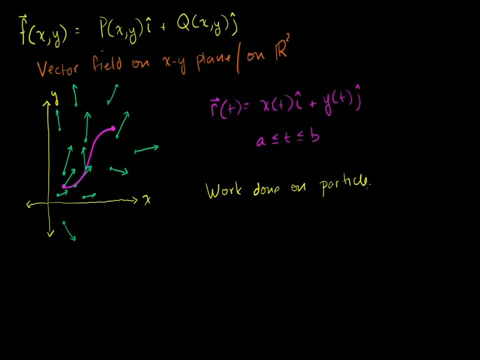 f⃗(x,y) = P(x,y)î + Q(x,y)ĵ
Vector field on x-y plane/on ℝ²
y
r⃗(t) = x(t)î + y(t)ĵ
a ≤ t ≤ b
Work done on particle
x